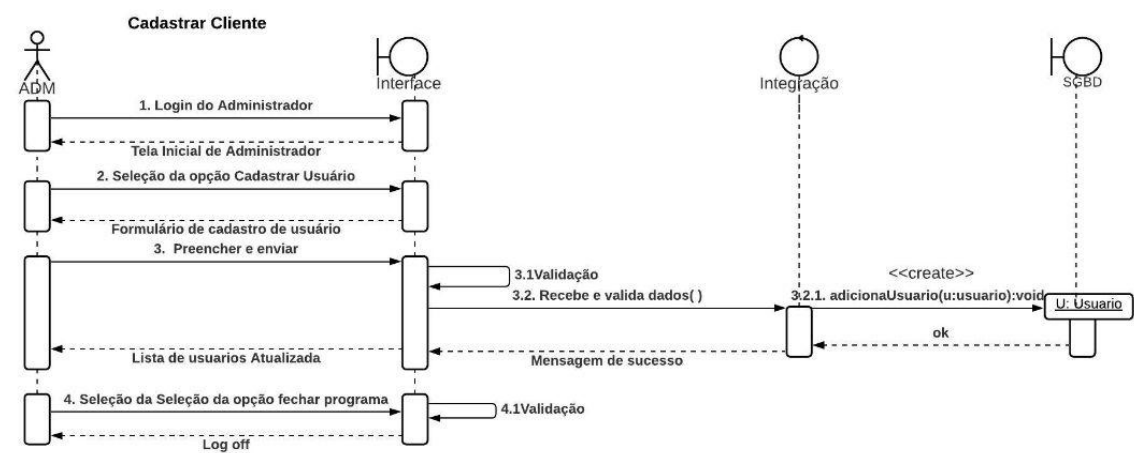 Cadastrar Cliente
ADM
Interface
Integração
SGBD
1. Login do Administrador
Tela Inicial de Administrador
2. Seleção da opção Cadastrar Usuário
Formulário de cadastro de usuário
3. Preencher e enviar
3.1Validação
<<create>>
3.2. Recebe e valida dados( )
3.2.1. adicionaUsuario(u:usuario):void
U: Usuario
ok
Lista de usuarios Atualizada
Mensagem de sucesso
4. Seleção da Seleção da opção fechar programa
4.1Validação
Log off